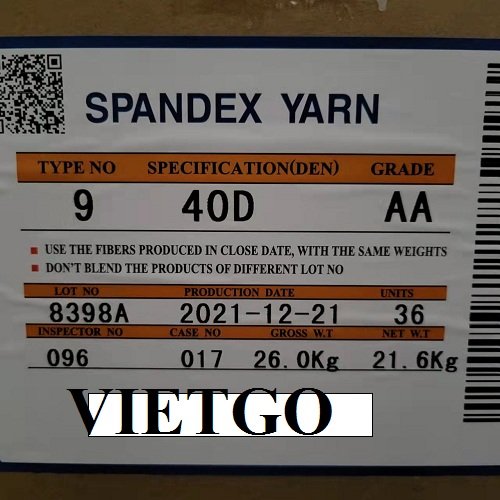 SPANDEX YARN
TYPE NO SPECIFICATION(DEN) GRADE
9 40D AA
USE THE FIBERS PRODUCED IN CLOSE DATE, WITH THE SAME WEIGHTS
DON'T BLEND THE PRODUCTS OF DIFFERENT LOT NO
LOT NO PRODUCTION DATE UNITS
8398A 2021-12-21 36
INSPECTOR NO CASE NO GROSS W.T NET W.T
096 017 26.0Kg 21.6Kg
VIETGO